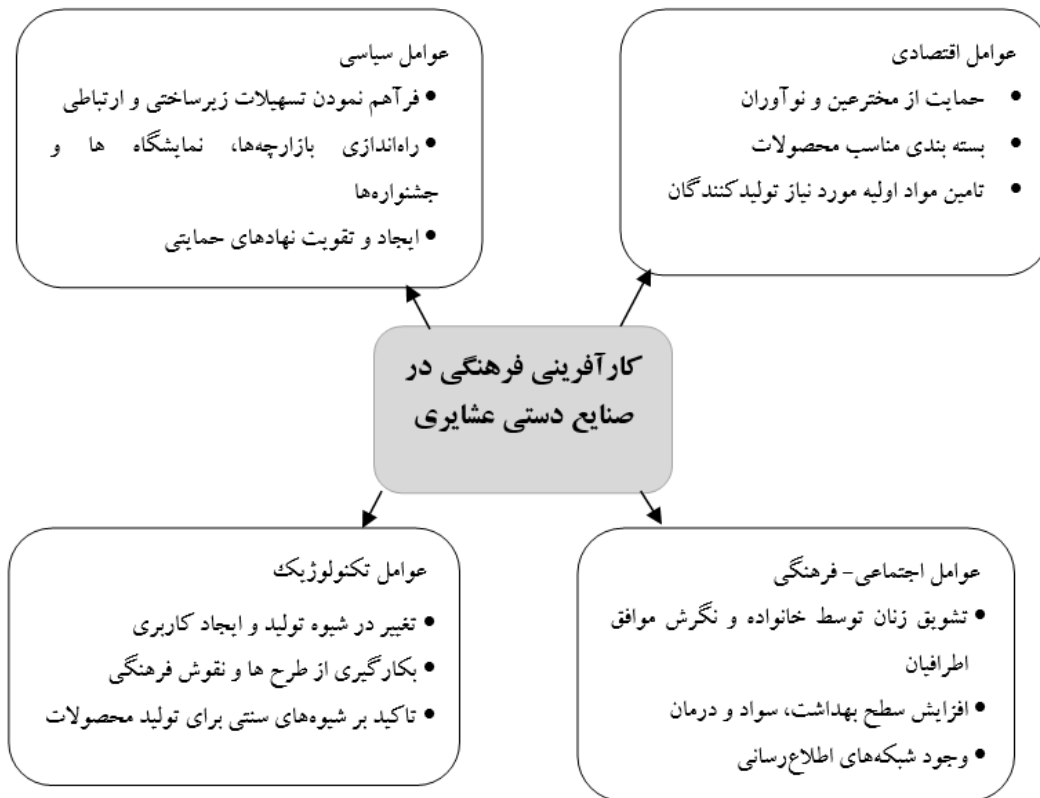 عوامل اقتصادی
• حمایت از مخترعین و نوآوران
• بسته بندی مناسب محصولات
• تامین مواد اولیه مورد نیاز تولیدکنندگان
عوامل سیاسی
• فرآهم نمودن تسهیلات زیرساختی و ارتباطی
• راه‌اندازی بازارچه‌ها، نمایشگاه ها و
جشنواره‌ها
• ایجاد و تقویت نهادهای حمایتی
کارآفرینی فرهنگی در
صنایع دستی عشایری
عوامل اجتماعی- فرهنگی
• تشویق زنان توسط خانواده و نگرش موافق
اطرافیان
• افزایش سطح بهداشت، سواد و درمان
• وجود شبکه‌های اطلاع‌رسانی
عوامل تکنولوژیک
• تغییر در شیوه تولید و ایجاد کاربری
• بکارگیری از طرح ها و نقوش فرهنگی
• تاکید بر شیوه‌های سنتی برای تولید محصولات